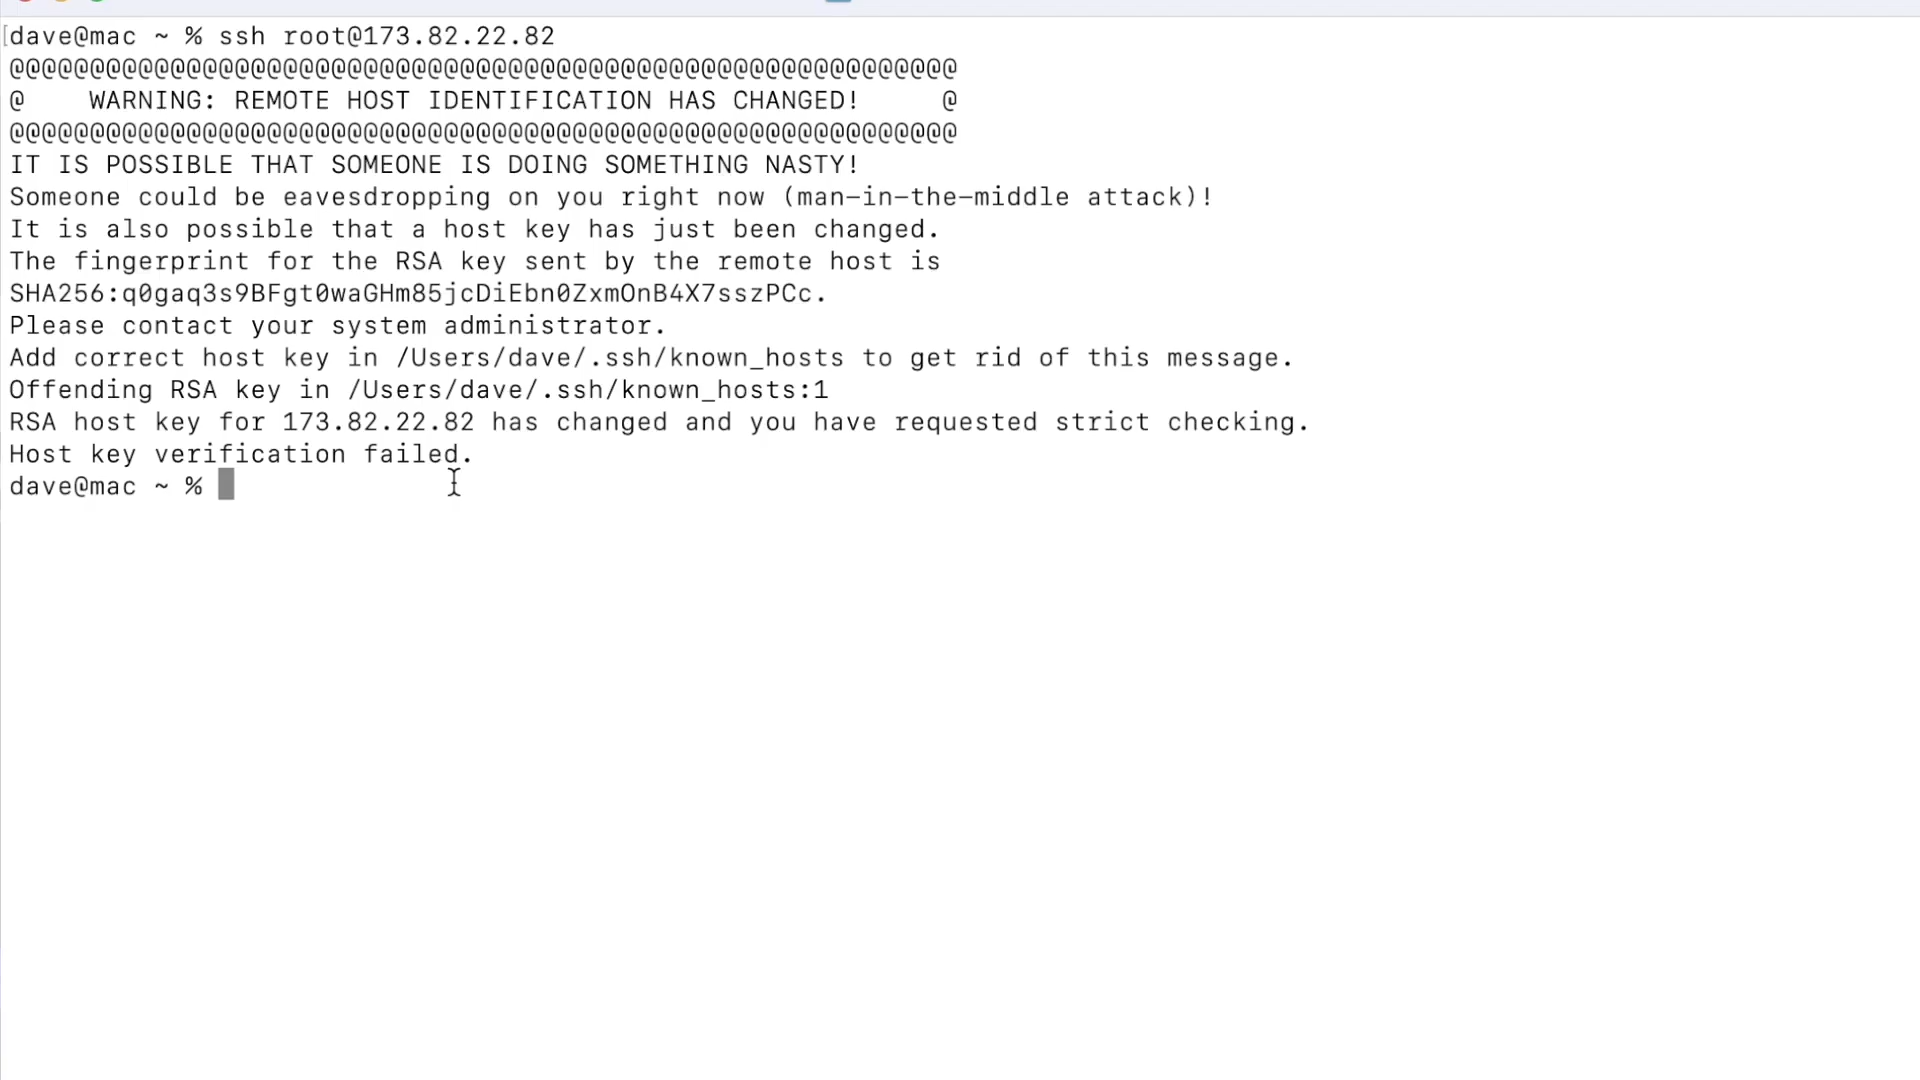 [dave@mac ~ % ssh root@173.82.22.82
@@@@@@@@@@@@@@@@@@@@@@@@@@@@@@@@@@@@@@@@@@@@@@@@@@@@@@@@@@@
@    WARNING: REMOTE HOST IDENTIFICATION HAS CHANGED!     @
@@@@@@@@@@@@@@@@@@@@@@@@@@@@@@@@@@@@@@@@@@@@@@@@@@@@@@@@@@@
IT IS POSSIBLE THAT SOMEONE IS DOING SOMETHING NASTY!
Someone could be eavesdropping on you right now (man-in-the-middle attack)!
It is also possible that a host key has just been changed.
The fingerprint for the RSA key sent by the remote host is
SHA256:q0gaq3s9BFgt0waGHm85jcDiEbn0ZxmOnB4X7sszPCc.
Please contact your system administrator.
Add correct host key in /Users/dave/.ssh/known_hosts to get rid of this message.
Offending RSA key in /Users/dave/.ssh/known_hosts:1
RSA host key for 173.82.22.82 has changed and you have requested strict checking.
Host key verification failed.
dave@mac ~ %